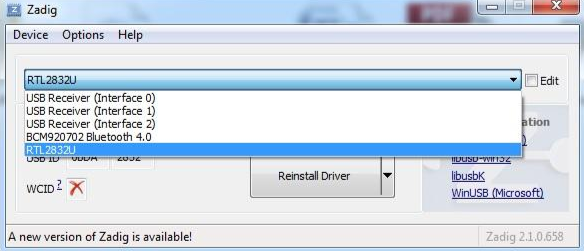 Zadig
Device Options Help
RTL2832U Edit
USB Receiver (Interface 0)
USB Receiver (Interface 1)
USB Receiver (Interface 2)
BCM920702 Bluetooth 4.0
RTL2832U
USB ID 0BDA 2832
WCID ?
Reinstall Driver
libusb-win32
libusbK
WinUSB (Microsoft)
A new version of Zadig is available!
Zadig 2.1.0.658